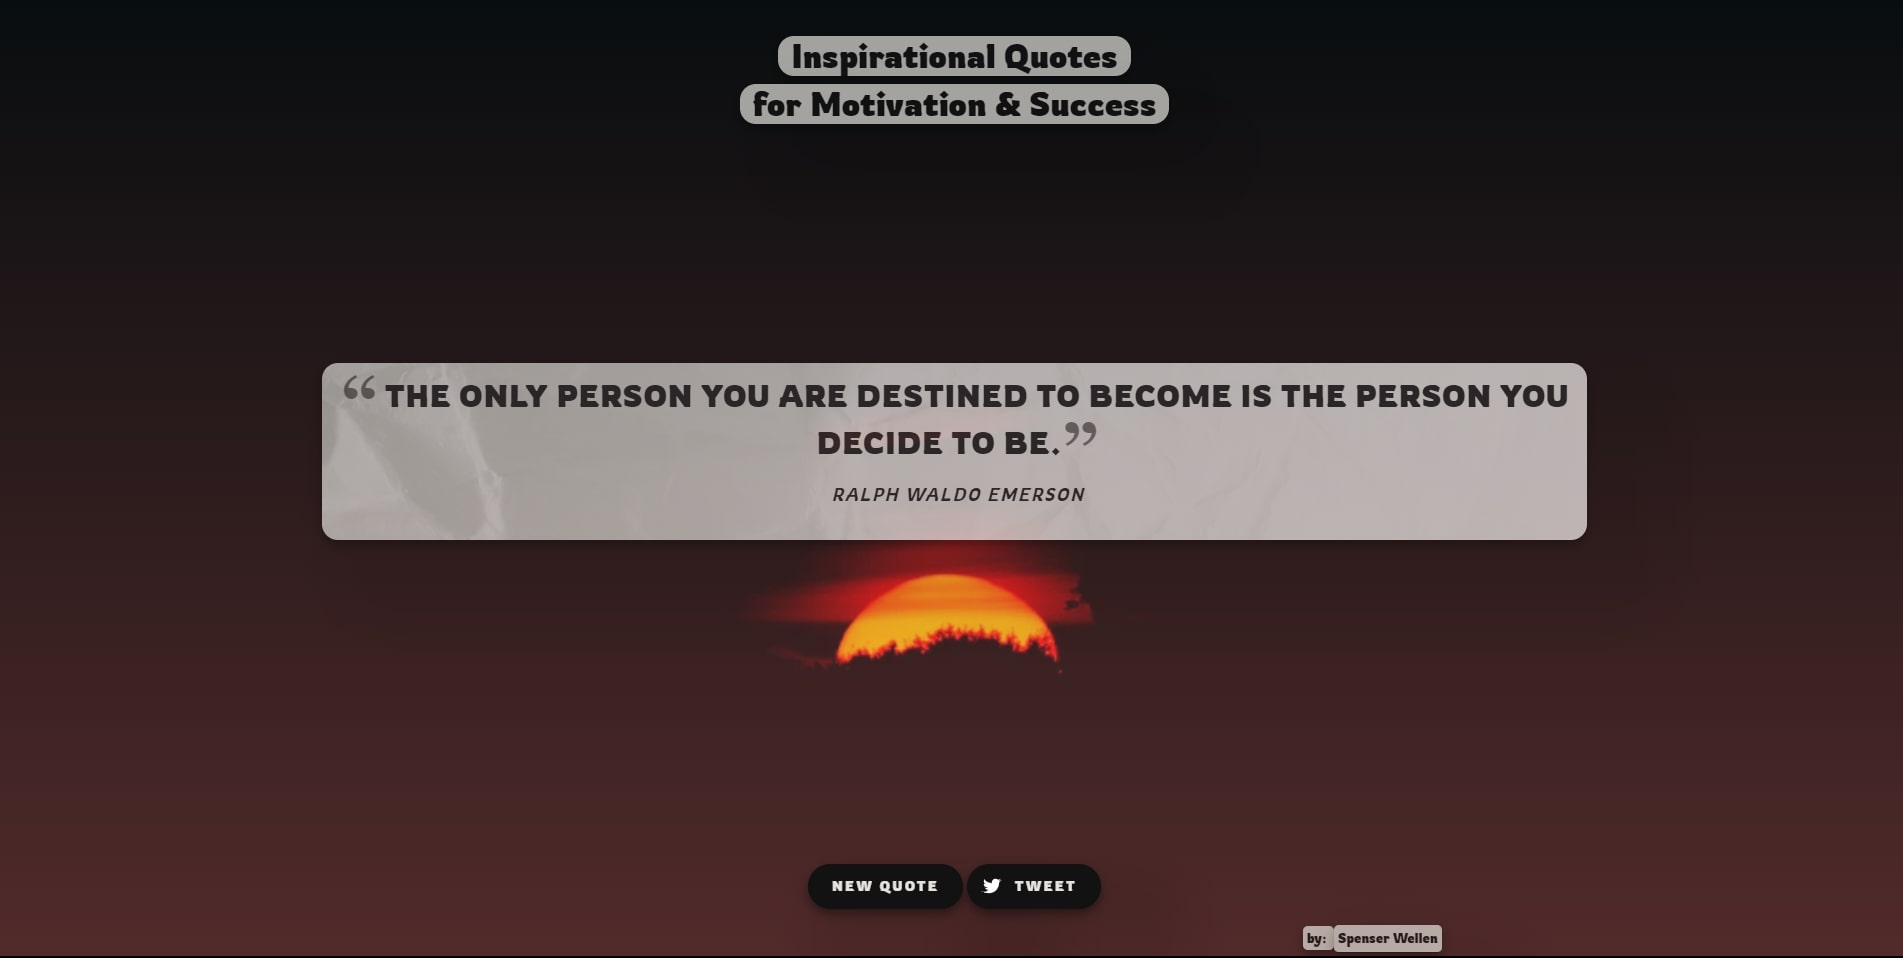 Inspirational Quotes
for Motivation & Success
“ THE ONLY PERSON YOU ARE DESTINED TO BECOME IS THE PERSON YOU
DECIDE TO BE.”
RALPH WALDO EMERSON
NEW QUOTE TWEET
by: Spenser Wellen